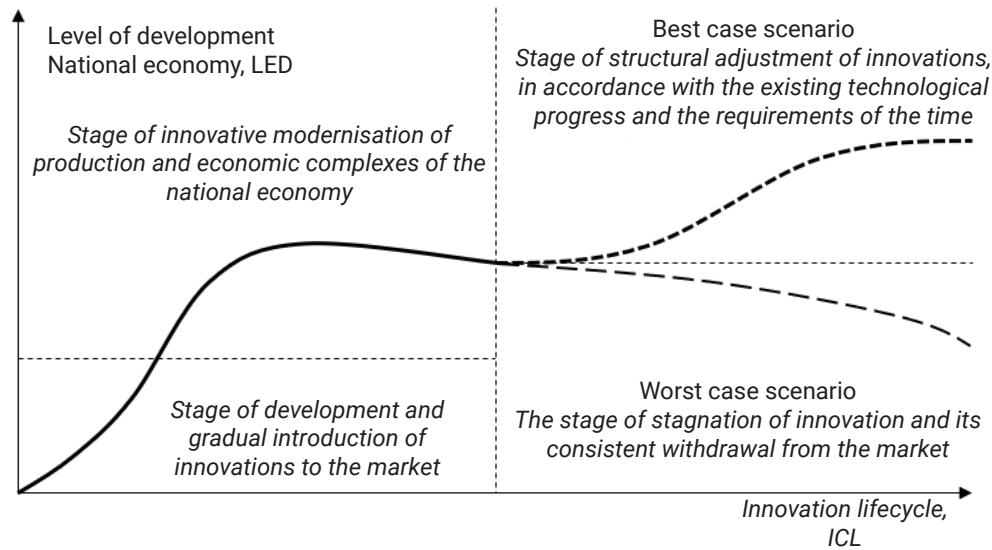 Level of development
National economy, LED
Stage of innovative modernisation of
production and economic complexes of the
national economy
Best case scenario
Stage of structural adjustment of innovations,
in accordance with the existing technological
progress and the requirements of the time
Stage of development and
gradual introduction of
innovations to the market
Worst case scenario
The stage of stagnation of innovation and its
consistent withdrawal from the market
Innovation lifecycle,
ICL